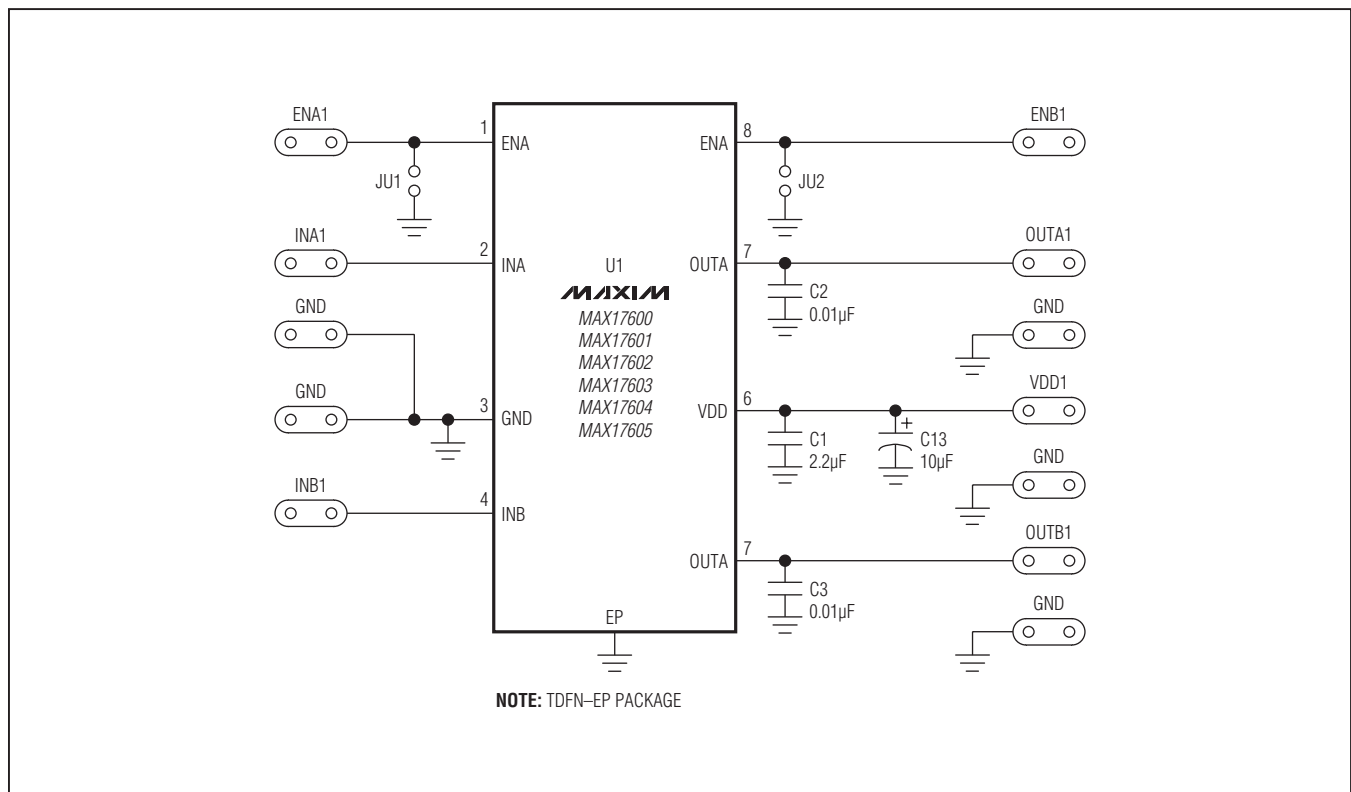 ENA1
1
ENA
JU1
INA1
2
INA
GND
GND
3
GND
INB1
4
INB
U1
MAXIM
MAX17600
MAX17601
MAX17602
MAX17603
MAX17604
MAX17605
EP
ENA
8
ENB1
JU2
OUTA
7
OUTA1
C2
0.01µF
GND
VDD
6
VDD1
C1
2.2µF
+
C13
10µF
GND
OUTA
7
OUTB1
C3
0.01µF
GND
NOTE: TDFN–EP PACKAGE